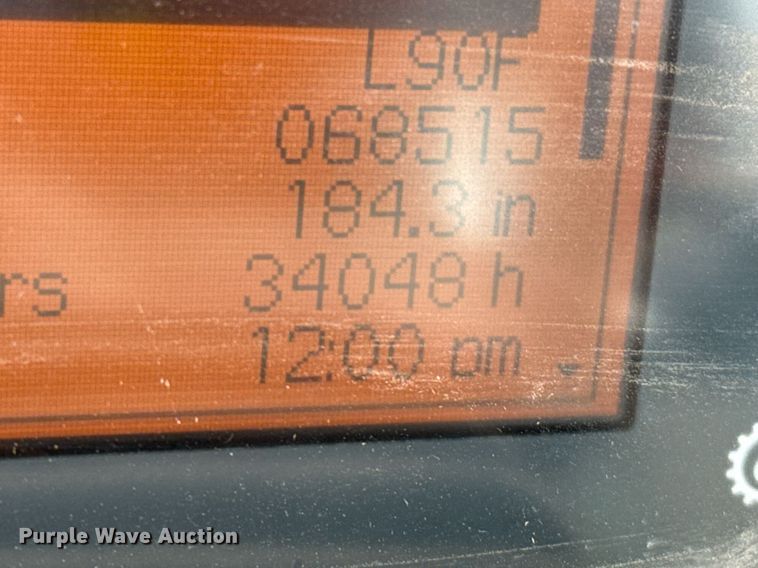 L90F
068515
184.3 in
rs 34048 h
12:00 pm
Purple Wave Auction